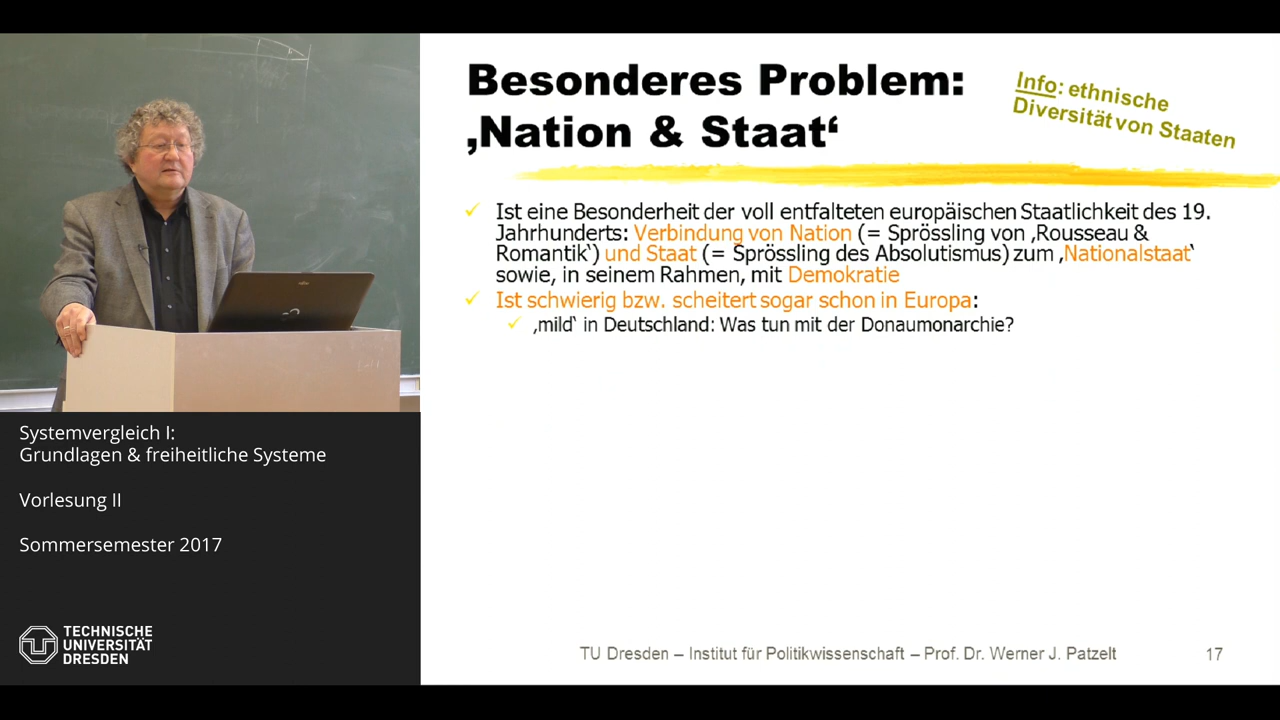 Besonderes Problem:
‚Nation & Staat‘
Info: ethnische
Diversität von Staaten
Ist eine Besonderheit der voll entfalteten europäischen Staatlichkeit des 19.
Jahrhunderts: Verbindung von Nation (= Sprössling von ‚Rousseau &
Romantik‘) und Staat (= Sprössling des Absolutismus) zum ‚Nationalstaat‘
sowie, in seinem Rahmen, mit Demokratie
Ist schwierig bzw. scheitert sogar schon in Europa:
‚mild‘ in Deutschland: Was tun mit der Donaumonarchie?
TU Dresden – Institut für Politikwissenschaft – Prof. Dr. Werner J. Patzelt
17
Systemvergleich I:
Grundlagen & freiheitliche Systeme
Vorlesung II
Sommersemester 2017
TECHNISCHE
UNIVERSITÄT
DRESDEN